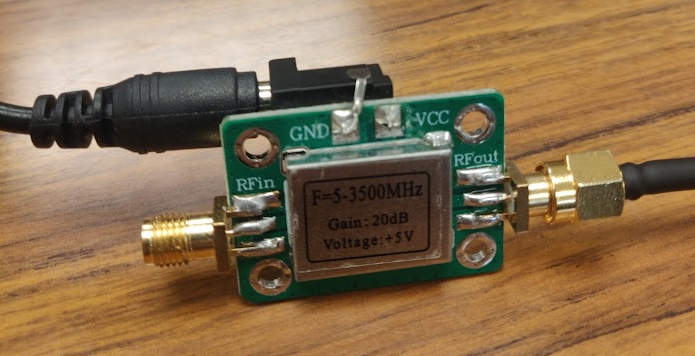 GND VCC
RFin RFout
F=5-3500MHz
Gain:20dB
Voltage:+5V